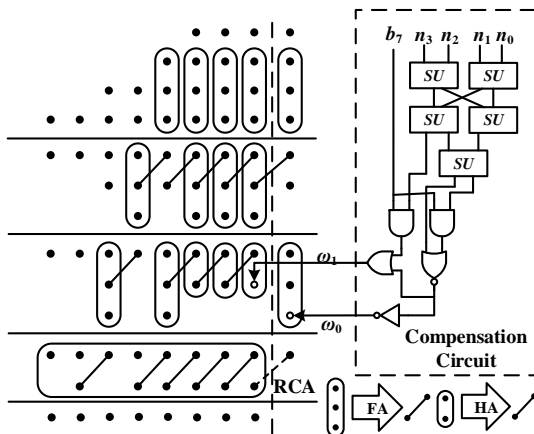 b7 n3 n2 n1 n0
SU SU
SU SU
SU
ω1
ω0
Compensation
Circuit
RCA
FA HA